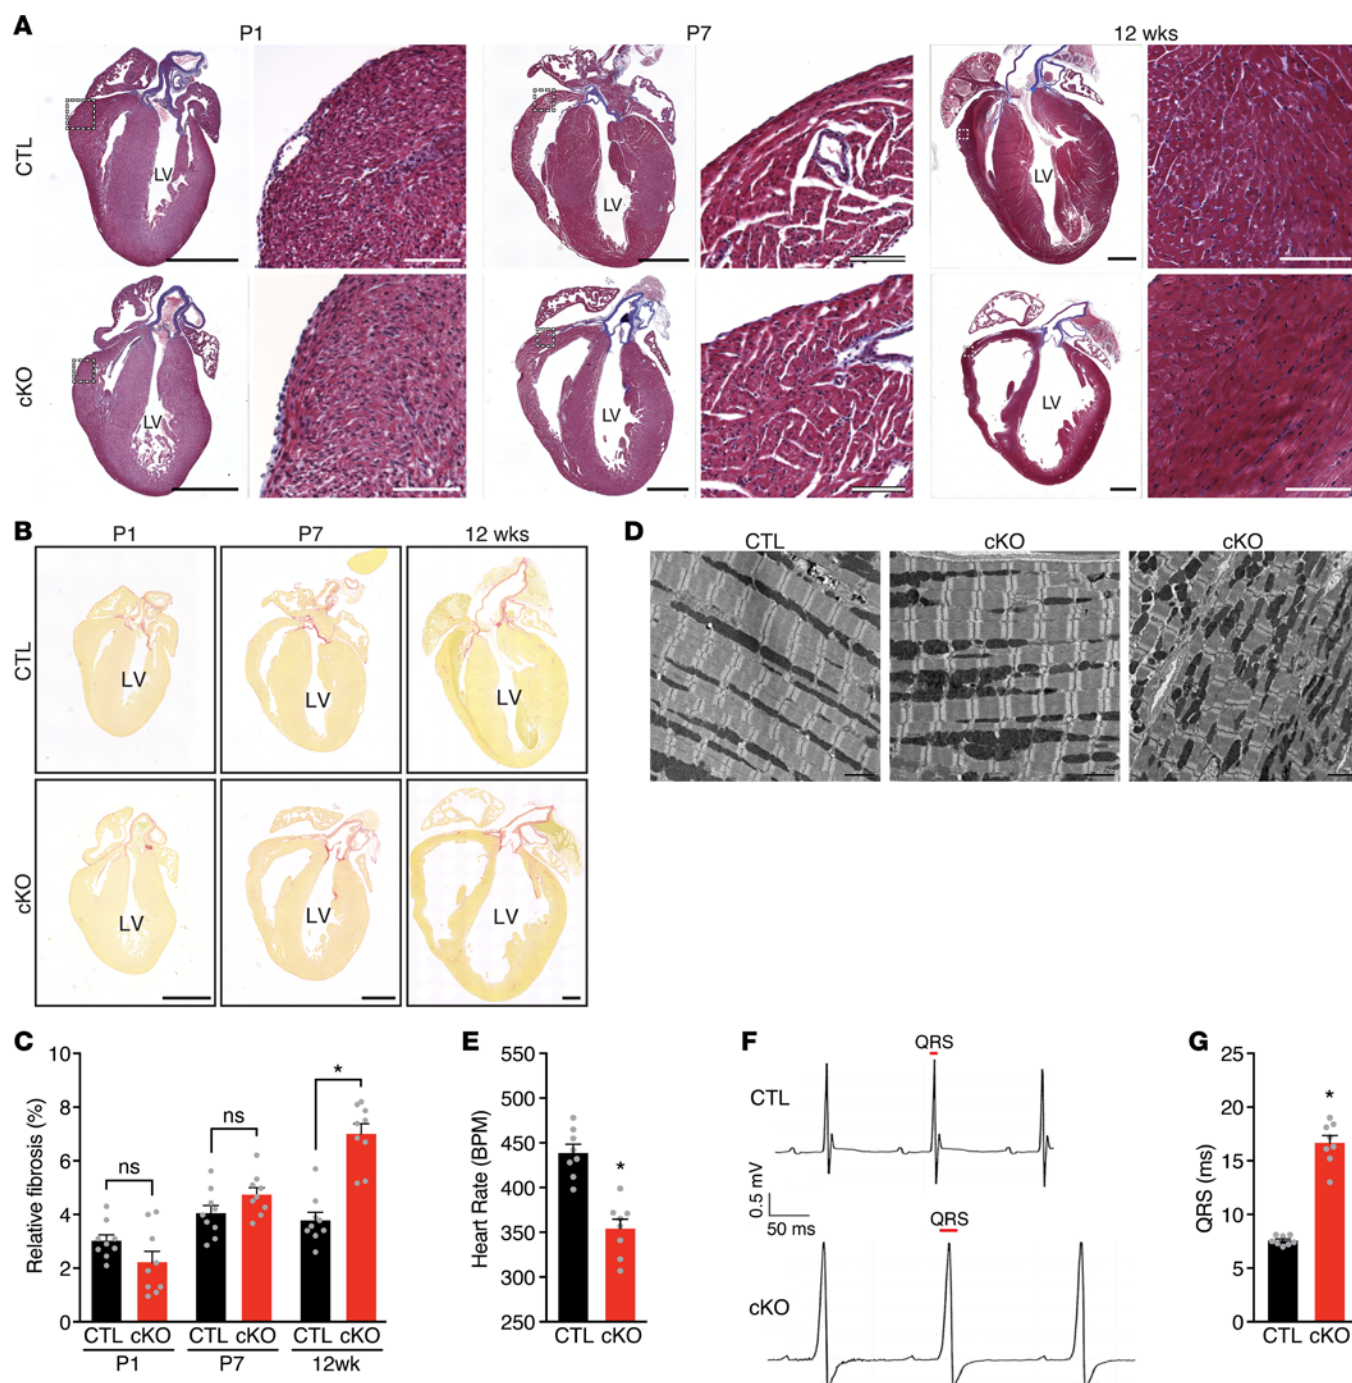 A
P1
P7
12 wks
CTL
LV
LV
LV
cKO
LV
LV
LV
B
P1
P7
12 wks
CTL
LV
LV
LV
cKO
LV
LV
LV
D
CTL
cKO
cKO
C
Relative fibrosis (%)
10
8
6
4
2
0
ns
ns
*
CTL cKO CTL cKO CTL cKO
P1 P7 12wk
E
Heart Rate (BPM)
550
500
450
400
350
300
250
*
CTL cKO
F
QRS
CTL
0.5 mV
50 ms
QRS
cKO
G
QRS (ms)
25
20
15
10
5
0
*
CTL cKO